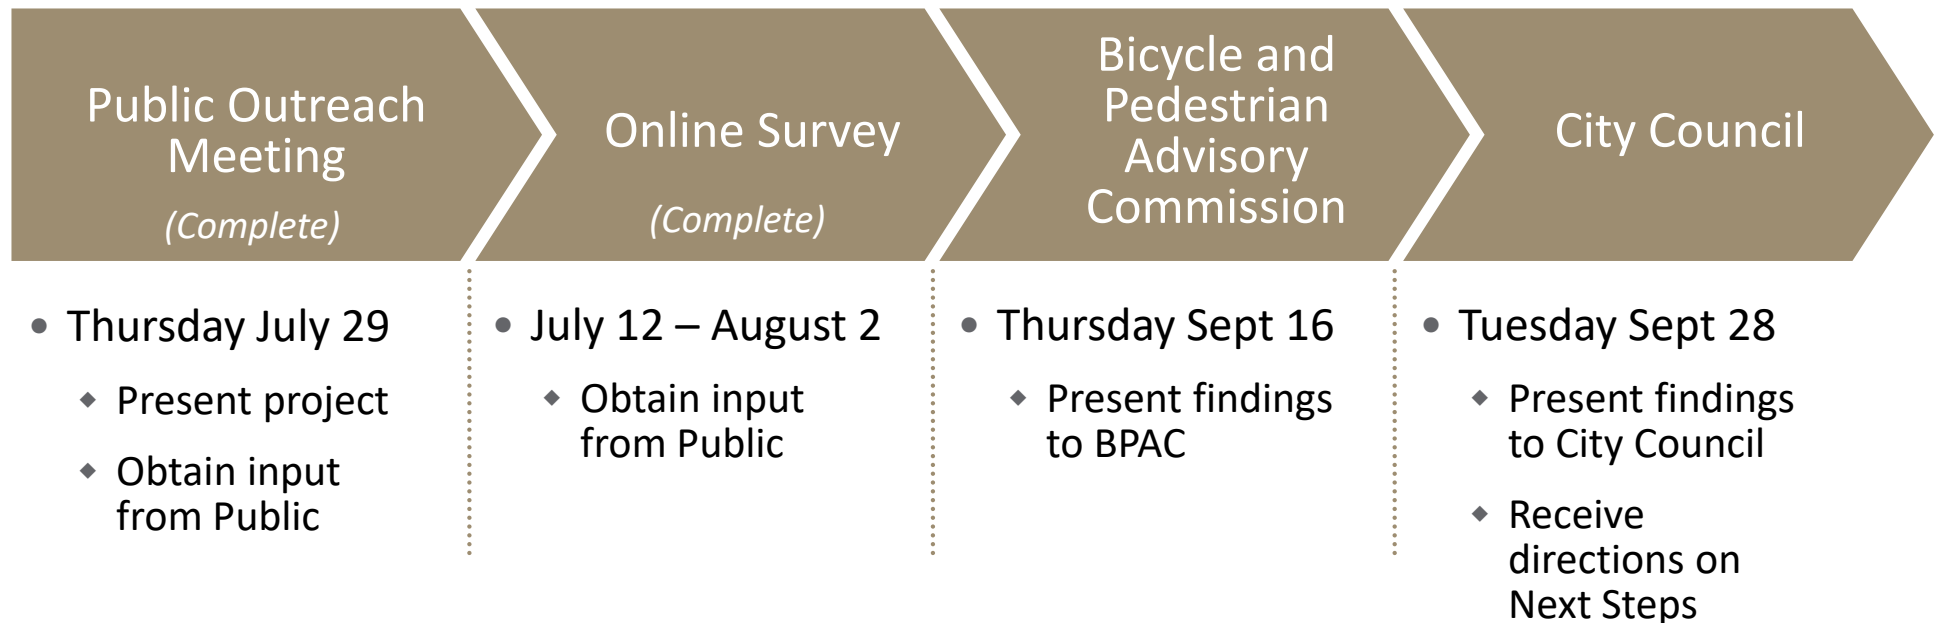 Public Outreach
Meeting
(Complete)
Online Survey
(Complete)
Bicycle and
Pedestrian
Advisory
Commission
City Council
• Thursday July 29
◆ Present project
◆ Obtain input
from Public
• July 12 – August 2
◆ Obtain input
from Public
• Thursday Sept 16
◆ Present findings
to BPAC
• Tuesday Sept 28
◆ Present findings
to City Council
◆ Receive
directions on
Next Steps